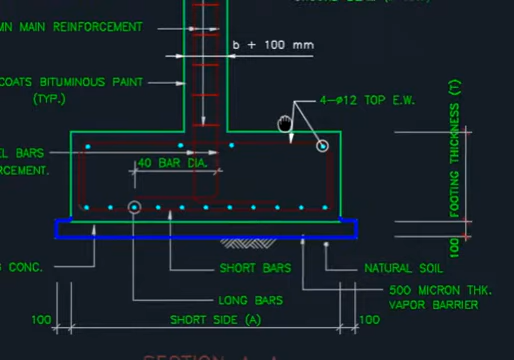 MN MAIN REINFORCEMENT
b + 100 mm
COATS BITUMINOUS PAINT
(TYP.)
4-ø12 TOP E.W.
EL BARS
RCEMENT.
40 BAR DIA.
FOOTING THICKNESS (T)
100
CONC.
SHORT BARS
NATURAL SOIL
500 MICRON THK.
VAPOR BARRIER
LONG BARS
100
SHORT SIDE (A)
100